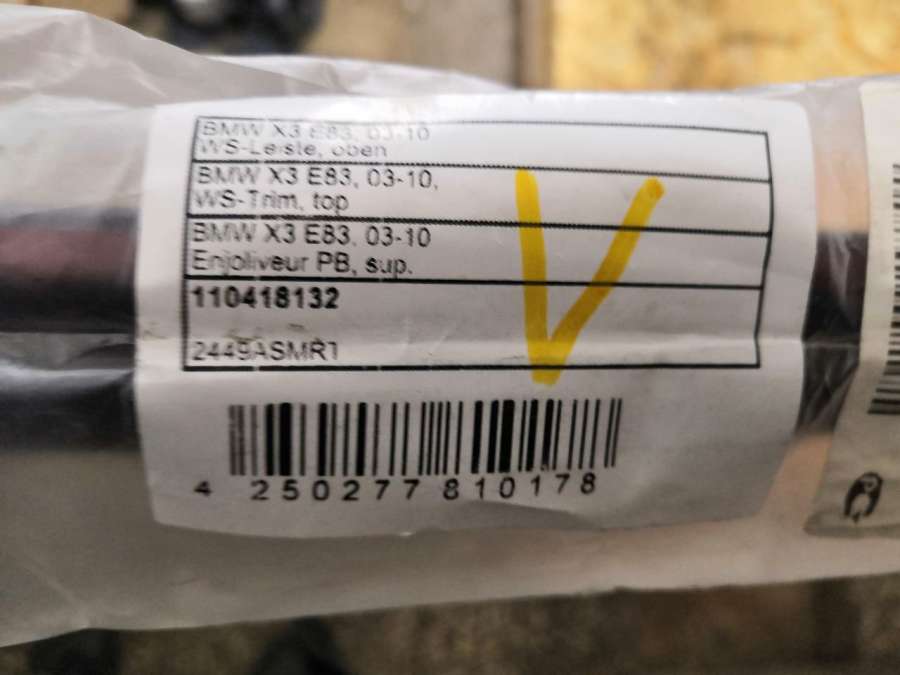 BMW X3 E83, 03-10
WS-Leiste, oben
BMW X3 E83, 03-10,
WS-Trim, top
BMW X3 E83, 03-10
Enjoliveur PB, sup.
110418132
2449ASMR1
4 250277 810178